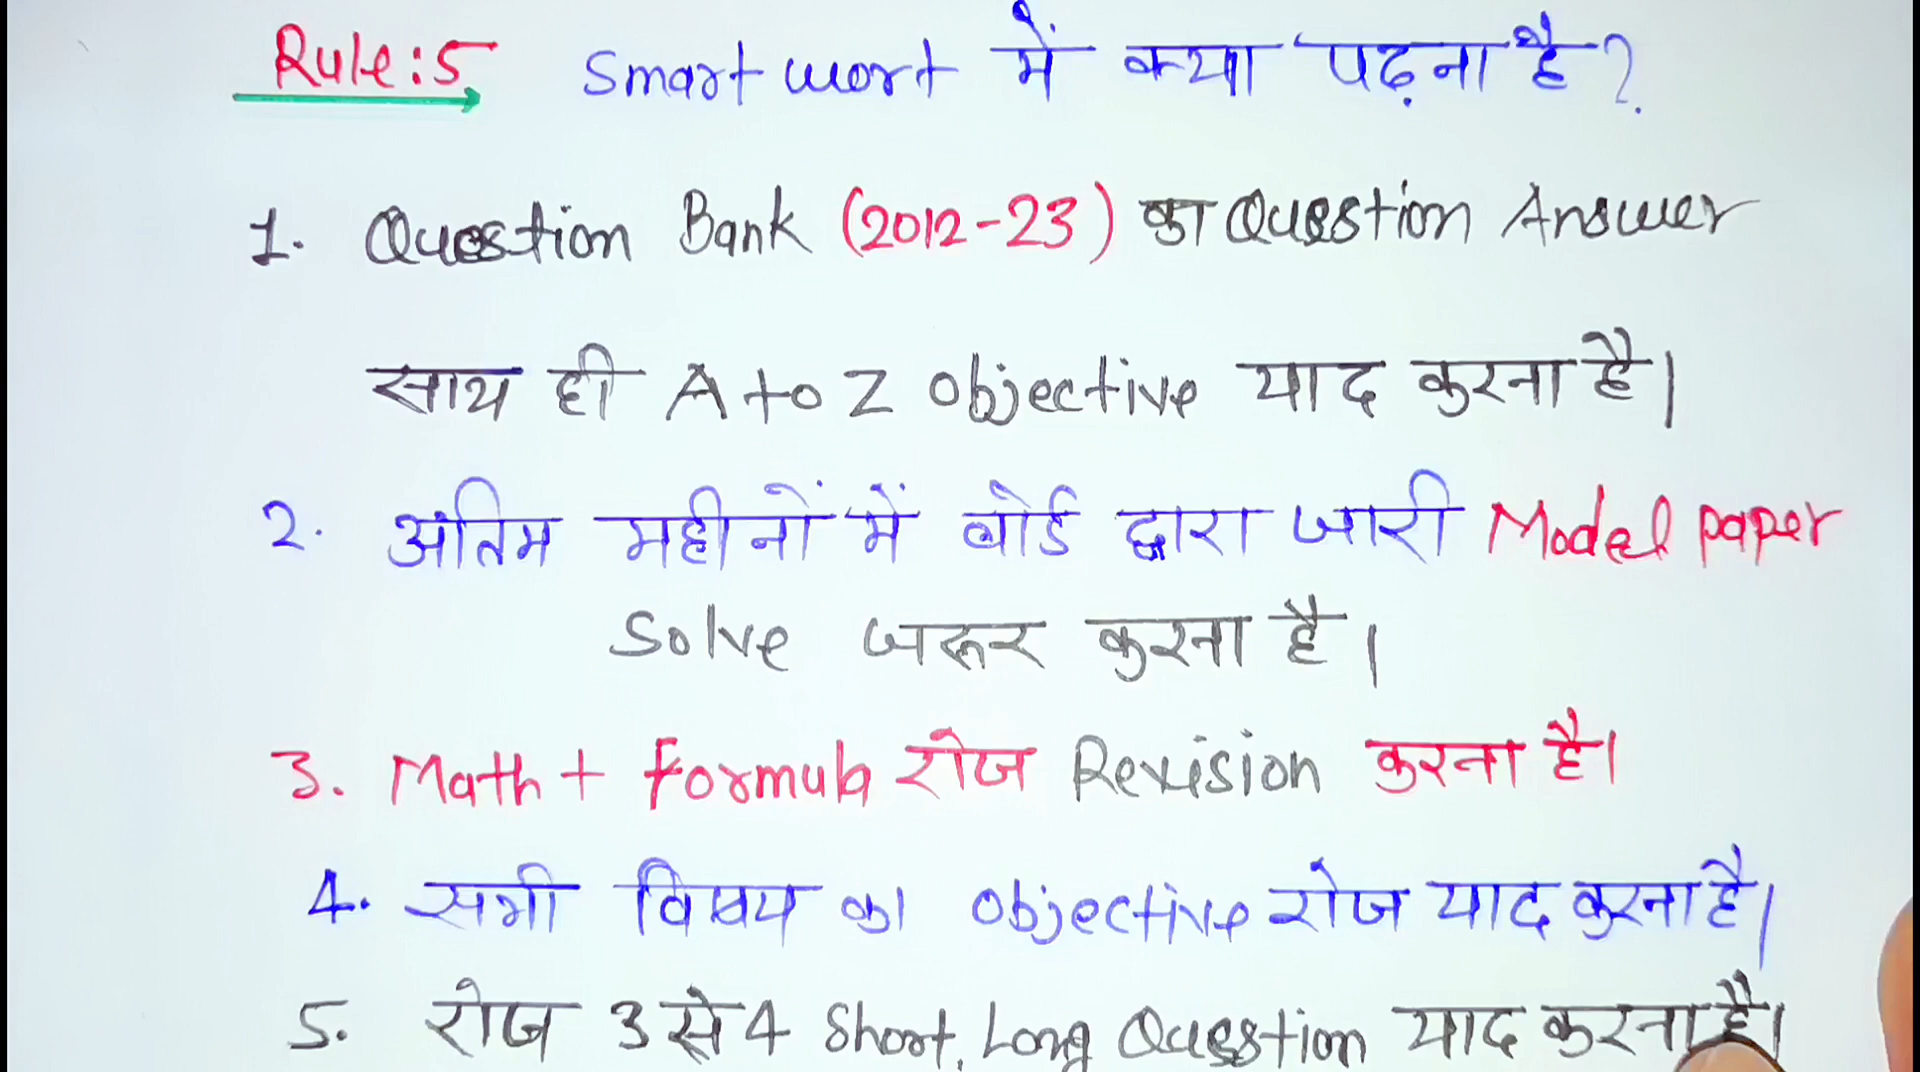 Rule:5 Smart wort में क्या पढ़ना है?
1. Question Bank (2012-23) का Question Answer
साथ ही A to Z objective याद करना है।
2. अंतिम महीनों में बोर्ड द्वारा जारी Model paper
Solve जरूर करना है।
3. Math + Formula रोज Revision करना है।
4. सभी विषय का objective रोज याद करना है।
5. रोज 3 से 4 Short, Long Question याद करना है।